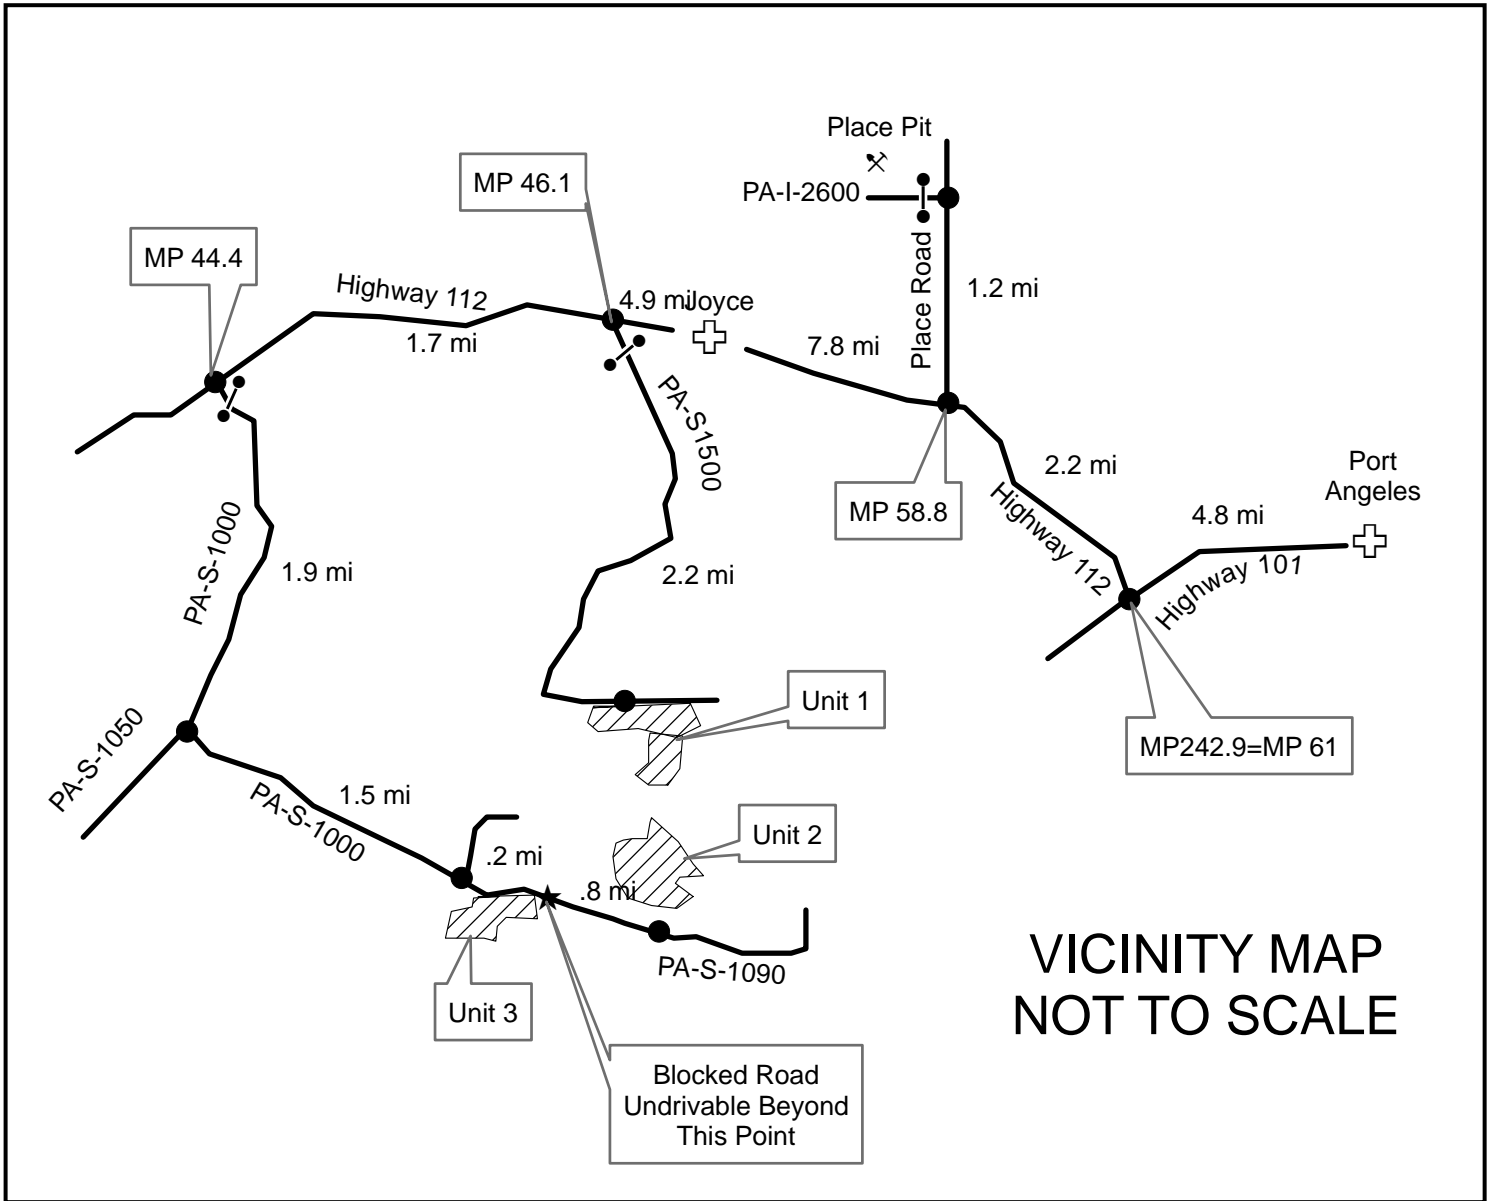 Place Pit
PA-I-2600
MP 46.1
MP 44.4
Highway 112
4.9 mi
Joyce
Place Road
1.2 mi
1.7 mi
7.8 mi
PA-S1500
2.2 mi
Port
Angeles
MP 58.8
Highway 112
4.8 mi
Highway 101
PA-S-1000
1.9 mi
2.2 mi
Unit 1
MP242.9=MP 61
PA-S-1050
1.5 mi
PA-S-1000
Unit 2
.2 mi
.8 mi
PA-S-1090
Unit 3
VICINITY MAP
NOT TO SCALE
Blocked Road
Undrivable Beyond
This Point